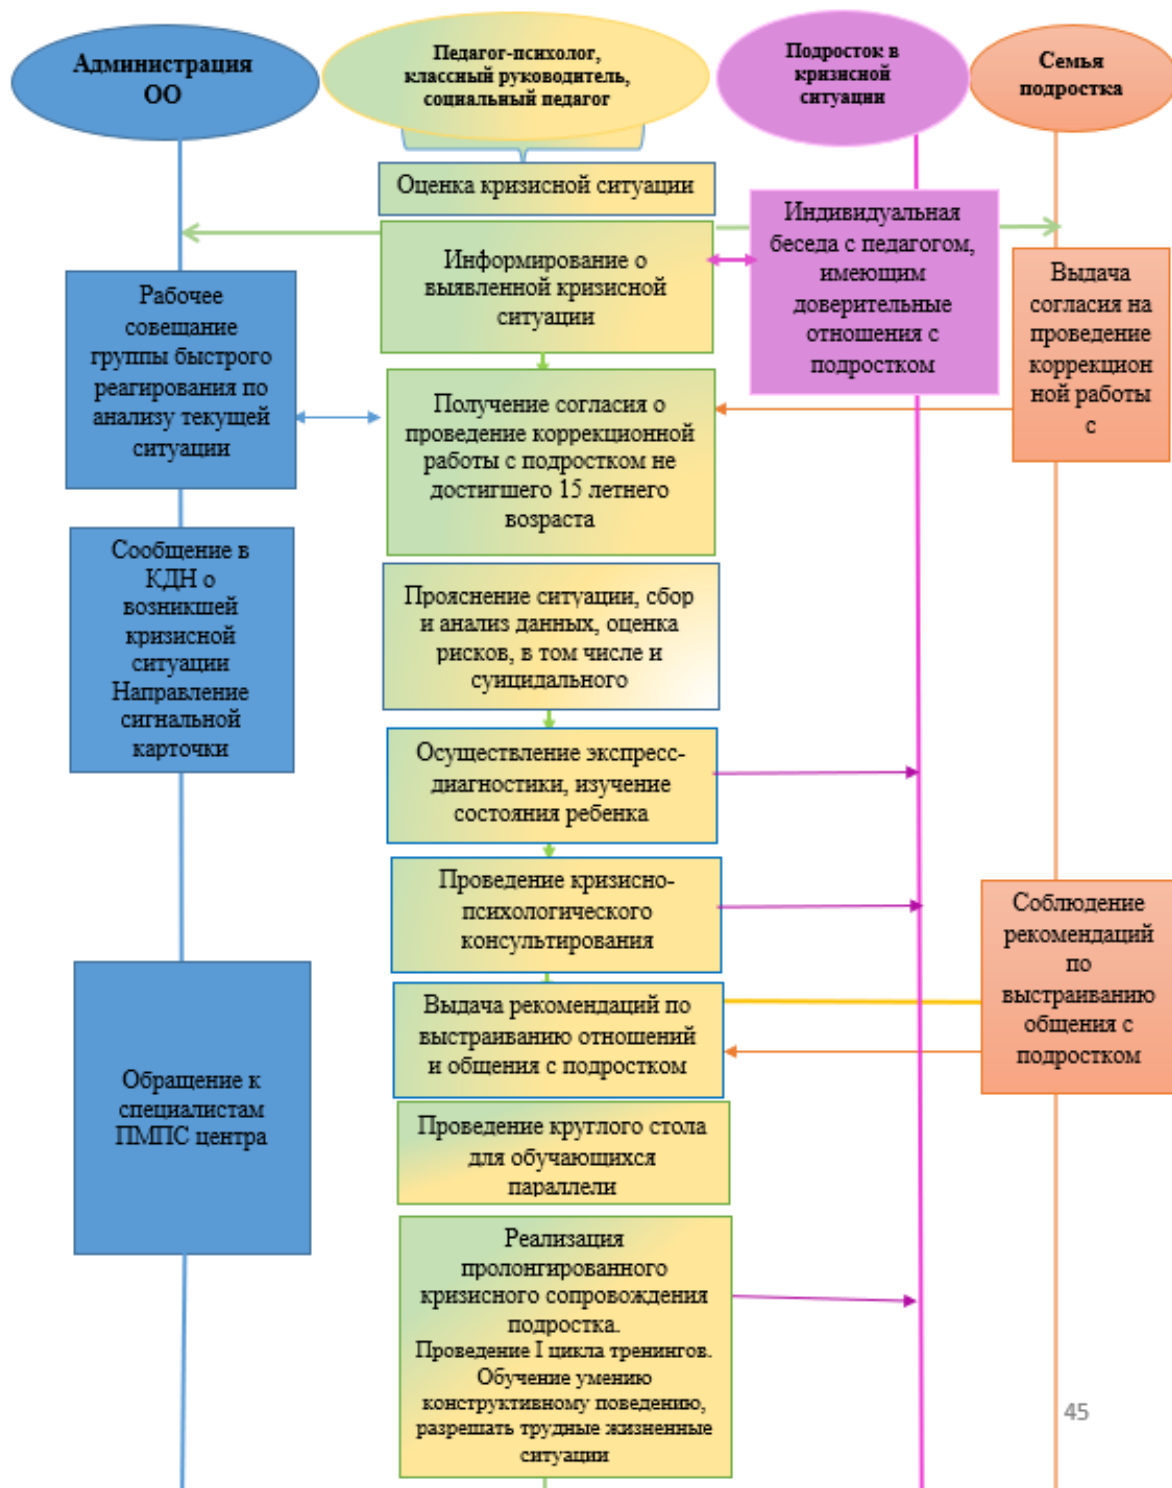 Администрация
ОО
Педагог-психолог,
классный руководитель,
социальный педагог
Подросток в
кризисной
ситуации
Семья
подростка
Оценка кризисной ситуации
Информирование о
выявленной кризисной
ситуации
Индивидуальная
беседа с педагогом,
имеющим
доверительные
отношения с
подростком
Выдача
согласия на
проведение
коррекцион
ной работы
с
Рабочее
совещание
группы быстрого
реагирования по
анализу текущей
ситуации
Получение согласия о
проведение коррекционной
работы с подростком не
достигшего 15 летнего
возраста
Сообщение в
КДН о
возникшей
кризисной
ситуации
Направление
сигнальной
карточки
Прояснение ситуации, сбор
и анализ данных, оценка
рисков, в том числе и
суицидального
Осуществление экспресс-
диагностики, изучение
состояния ребенка
Проведение кризисно-
психологического
консультирования
Соблюдение
рекомендаций
по
выстраиванию
общения с
подростком
Выдача рекомендаций по
выстраиванию отношений
и общения с подростком
Обращение к
специалистам
ПМПС центра
Проведение круглого стола
для обучающихся
параллели
Реализация
пролонгированного
кризисного сопровождения
подростка.
Проведение I цикла тренингов.
Обучение умению
конструктивному поведению,
разрешать трудные жизненные
ситуации
45